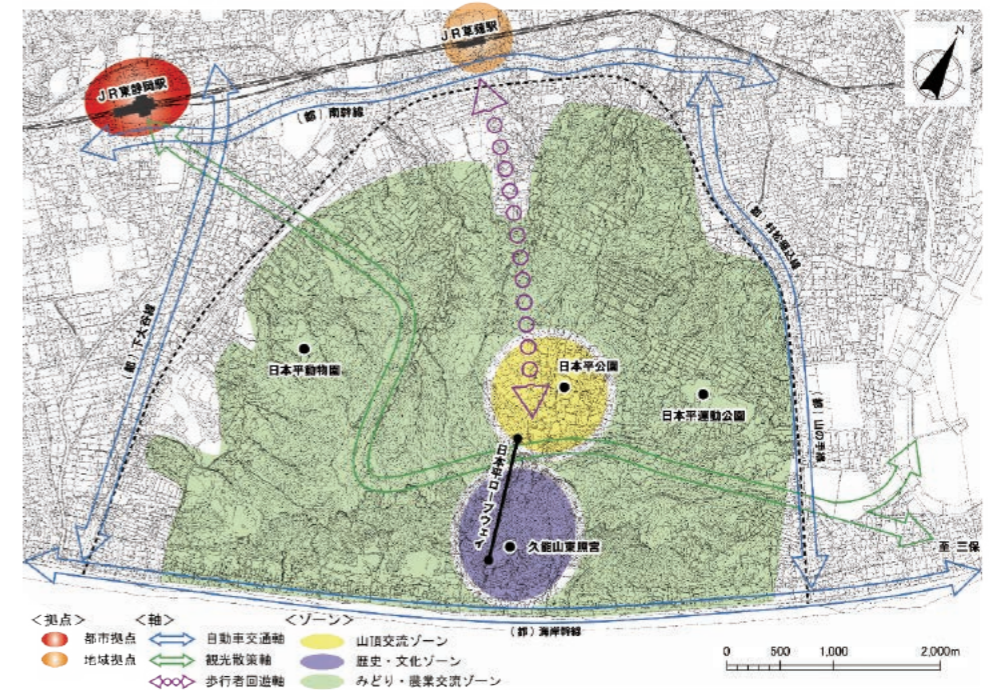 JR草薙駅
N
JR東静岡駅
(都)南幹線
(都)下大谷線
日本平動物園
日本平公園
日本平運動公園
(都)山の手線
日本平ロープウェイ
久能山東照宮
至 三保
(都)海岸幹線
<拠点>
都市拠点
地域拠点
<軸>
自動車交通軸
観光散策軸
歩行者回遊軸
<ゾーン>
山頂交流ゾーン
歴史・文化ゾーン
みどり・農業交流ゾーン
0 500 1,000 2,000m